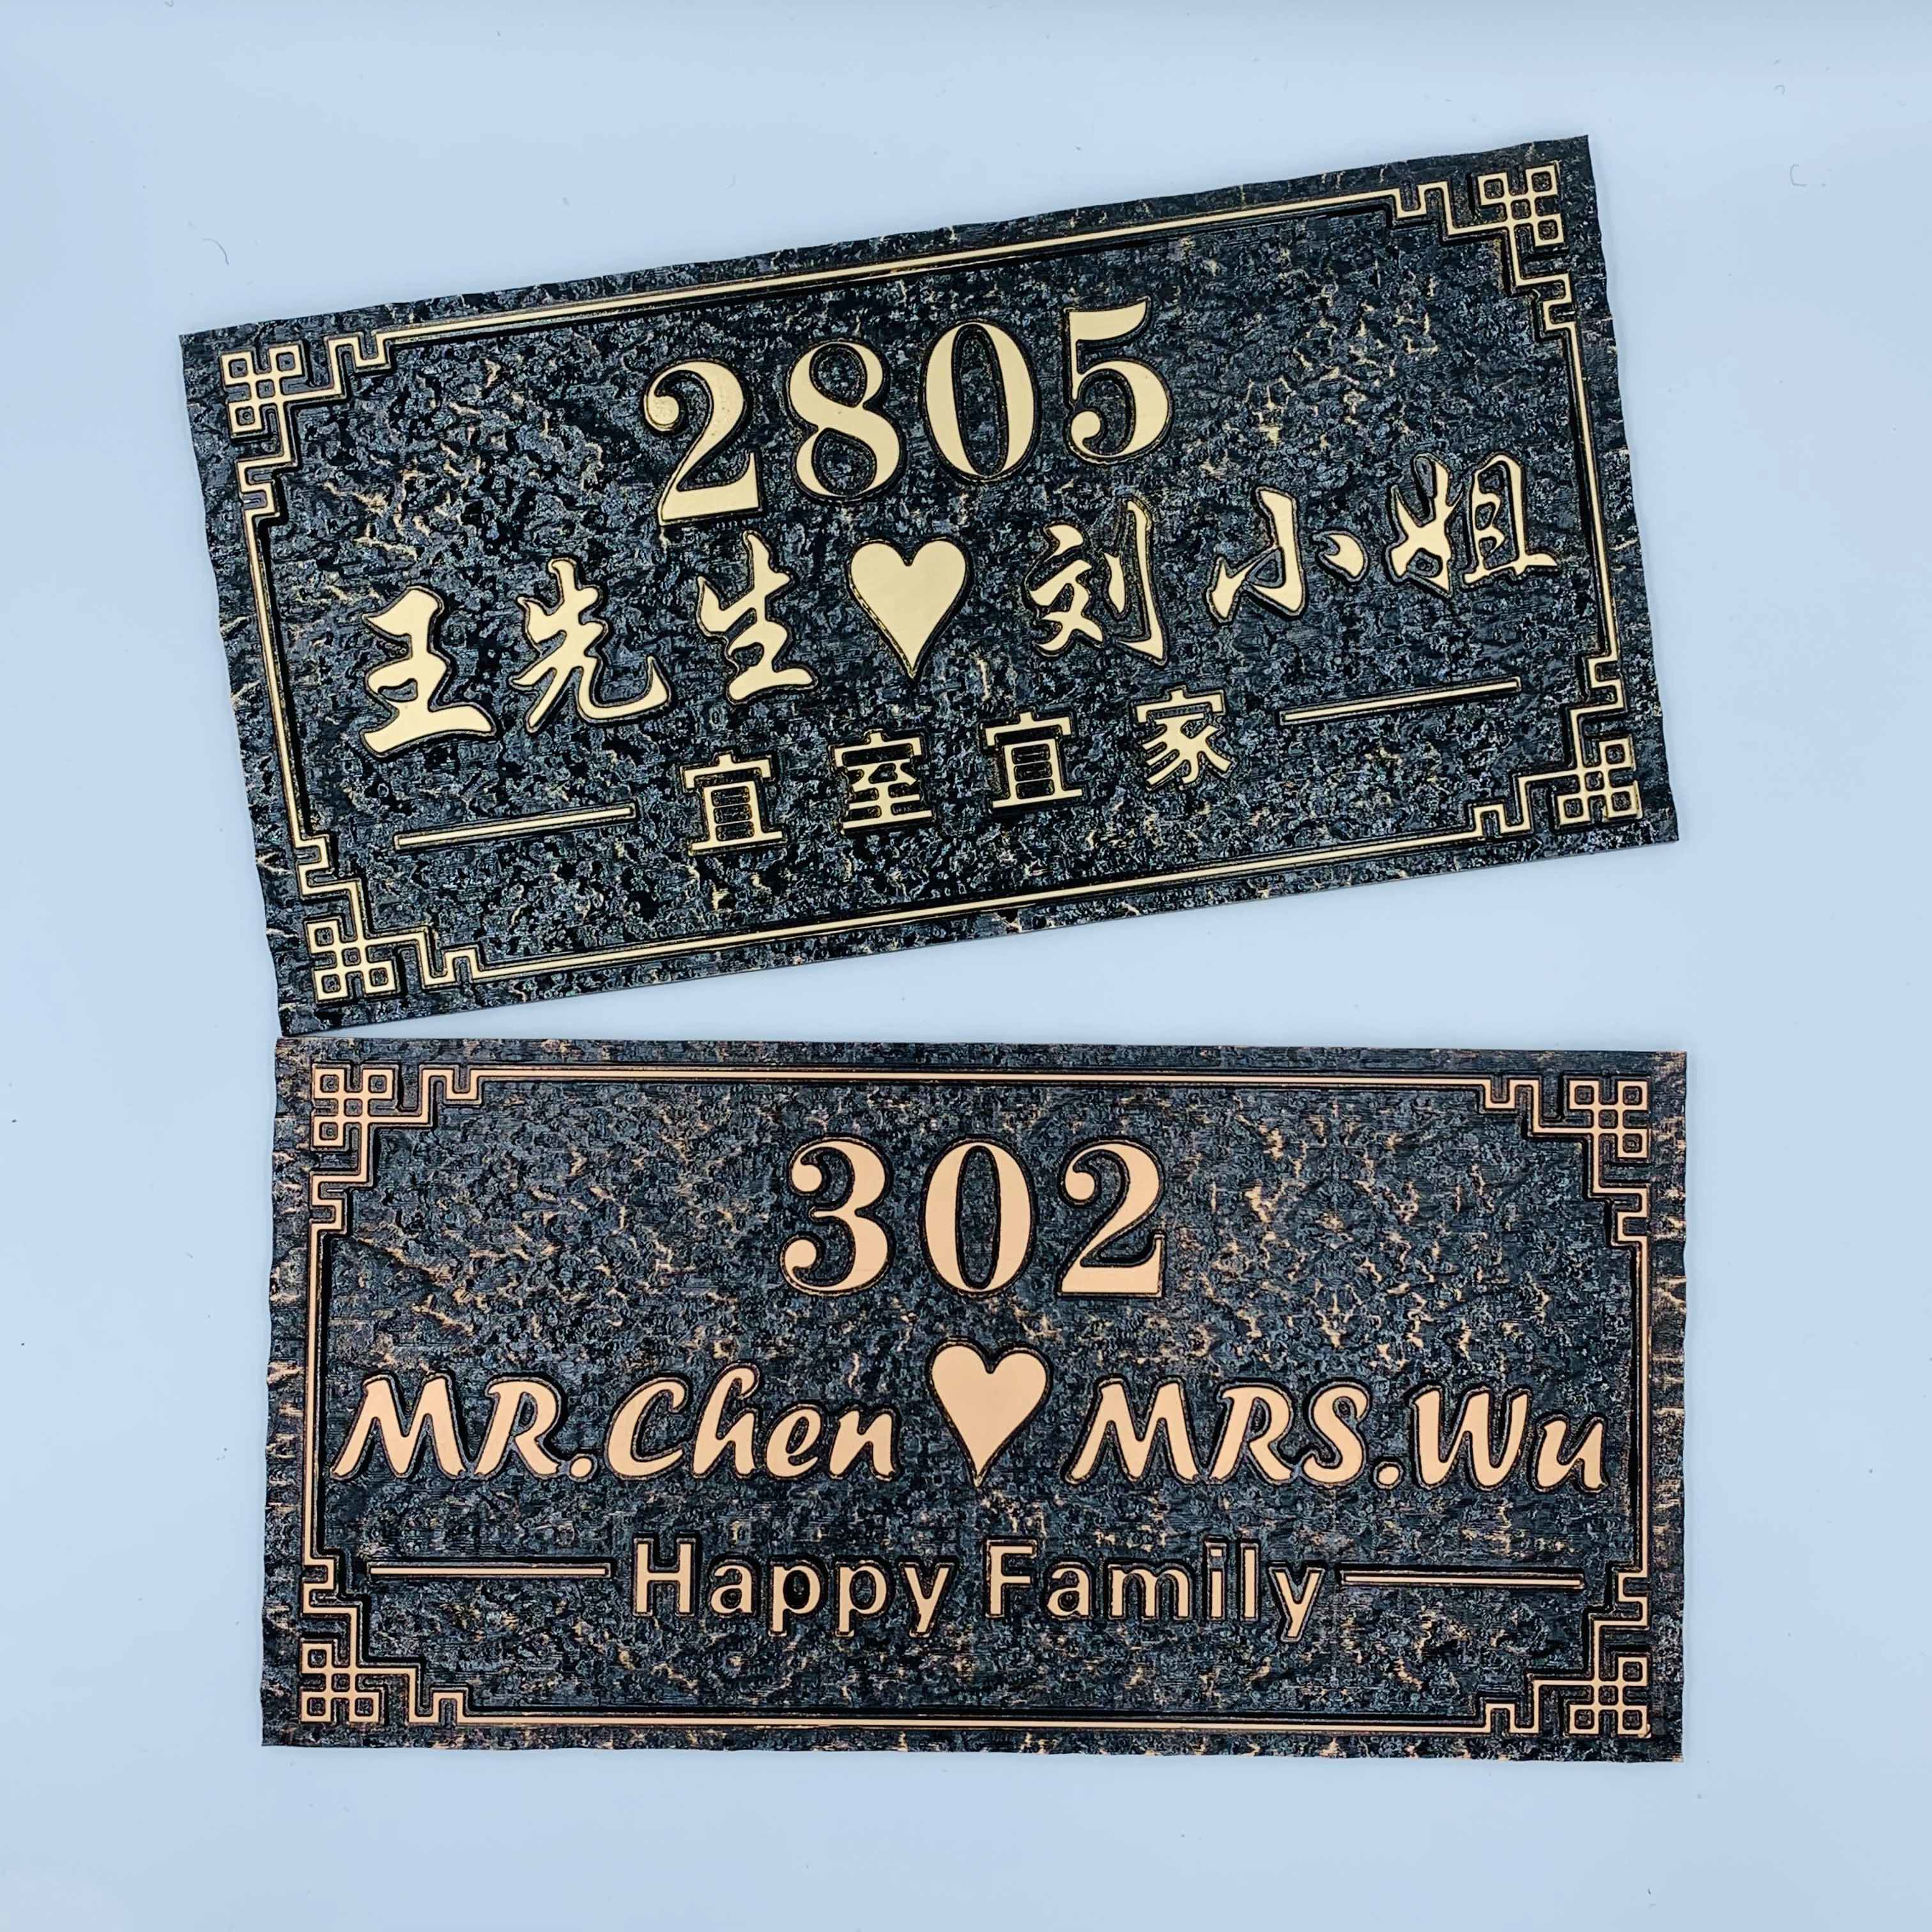 2805
王先生♥刘小姐
宜室宜家
302
MR.Chen♥MRS.Wu
Happy Family